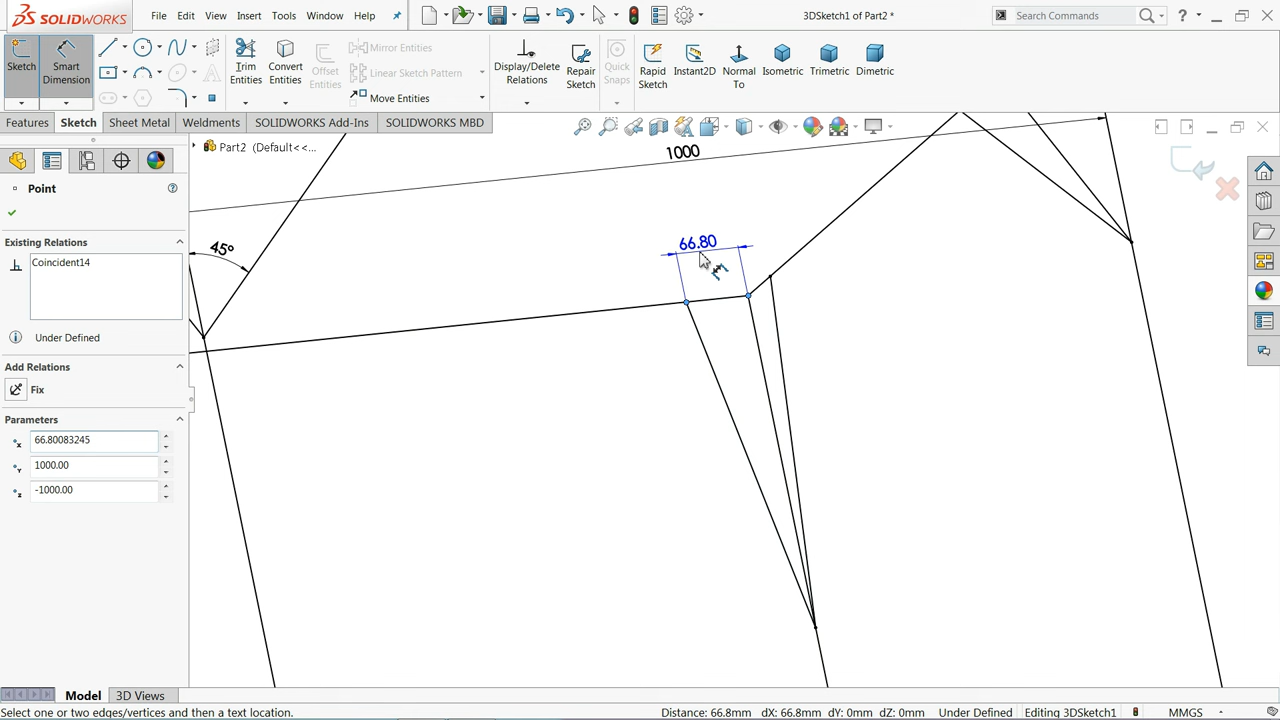 SOLIDWORKS
File
Edit
View
Insert
Tools
Window
Help
3DSketch1 of Part2 *
Search Commands
?
Sketch
Smart Dimension
Trim Entities
Convert Entities
Offset Entities
Mirror Entities
Linear Sketch Pattern
Move Entities
Display/Delete Relations
Repair Sketch
Quick Snaps
Rapid Sketch
Instant2D
Normal To
Isometric
Trimetric
Dimetric
Features
Sketch
Sheet Metal
Weldments
SOLIDWORKS Add-Ins
SOLIDWORKS MBD
Part2 (Default<<...
Point
Existing Relations
Coincident14
Under Defined
Add Relations
Fix
Parameters
66.80083245
1000.00
-1000.00
1000
45°
66.80
Model
3D Views
Select one or two edges/vertices and then a text location.
Distance: 66.8mm dX: 66.8mm dY: 0mm dZ: 0mm
Under Defined
Editing 3DSketch1
MMGS